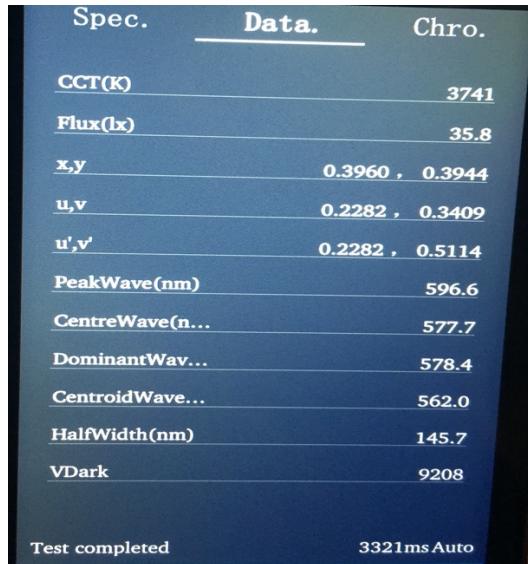 Spec. Data. Chro.
CCT(K) 3741
Flux(lx) 35.8
x,y 0.3960 , 0.3944
u,v 0.2282 , 0.3409
u',v' 0.2282 , 0.5114
PeakWave(nm) 596.6
CentreWave(n... 577.7
DominantWav... 578.4
CentroidWave... 562.0
HalfWidth(nm) 145.7
VDark 9208
Test completed 3321ms Auto